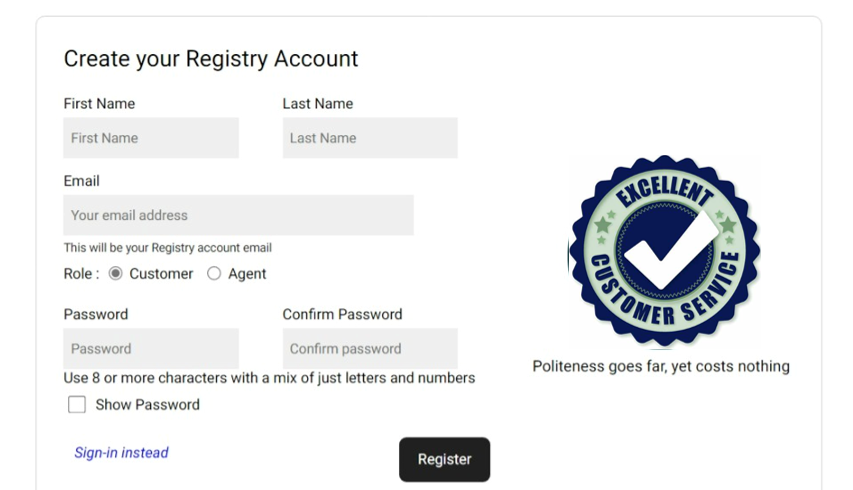 Create your Registry Account
First Name Last Name
First Name Last Name
Email
Your email address
This will be your Registry account email
Role : Customer Agent
Password Confirm Password
Password Confirm password
Use 8 or more characters with a mix of just letters and numbers
Show Password
Sign-in instead Register
EXCELLENT
CUSTOMER SERVICE
Politeness goes far, yet costs nothing